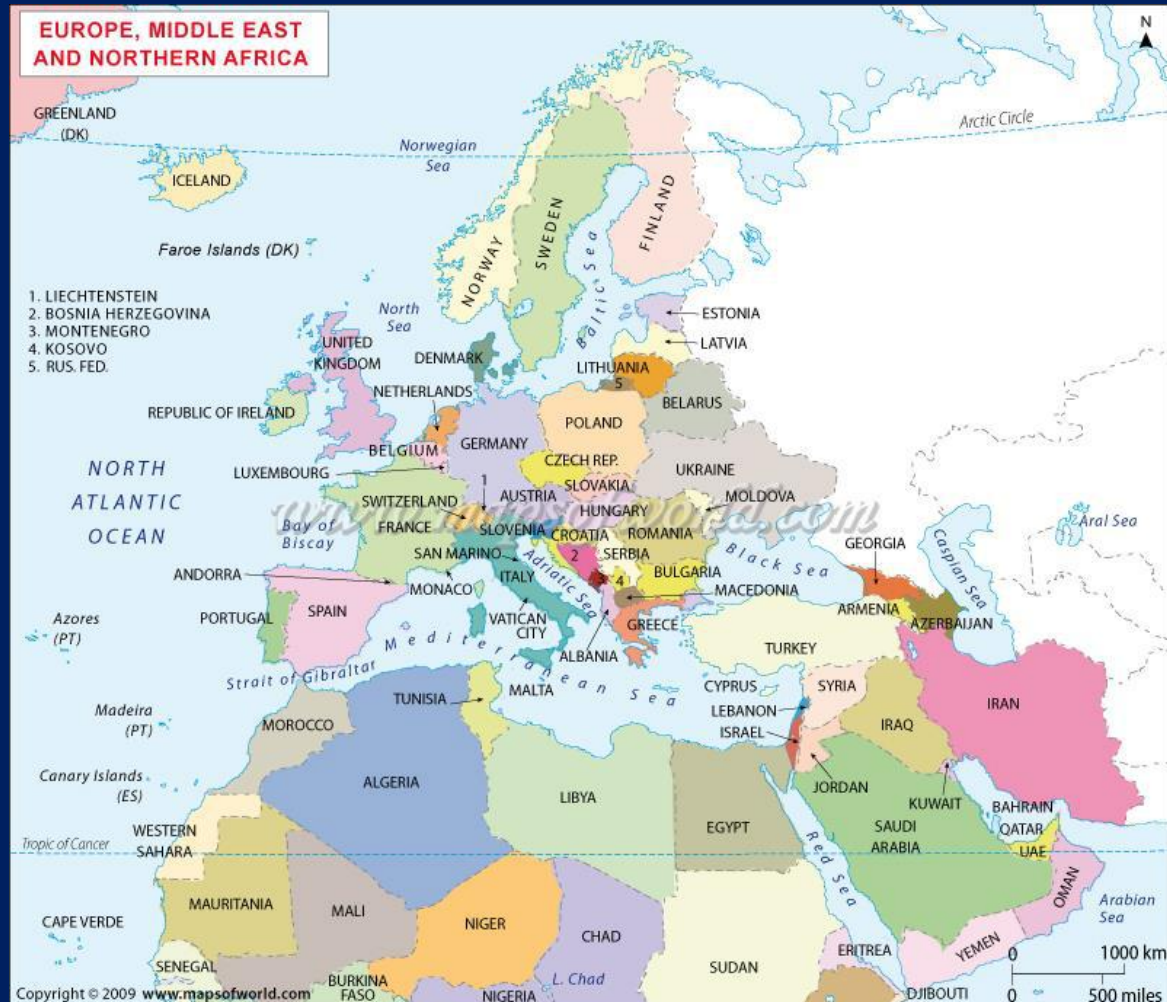 EUROPE, MIDDLE EAST
AND NORTHERN AFRICA
N
GREENLAND
(DK)
Arctic Circle
Norwegian
Sea
ICELAND
Faroe Islands (DK)
NORWAY
SWEDEN
FINLAND
Baltic Sea
1. LIECHTENSTEIN
2. BOSNIA HERZEGOVINA
3. MONTENEGRO
4. KOSOVO
5. RUS. FED.
North
Sea
ESTONIA
LATVIA
UNITED
KINGDOM
DENMARK
LITHUANIA
5
NETHERLANDS
BELARUS
REPUBLIC OF IRELAND
POLAND
BELGIUM
GERMANY
LUXEMBOURG
CZECH REP.
UKRAINE
SLOVAKIA
NORTH
ATLANTIC
OCEAN
1
SWITZERLAND
AUSTRIA
MOLDOVA
HUNGARY
www.mapsofworld.com
Bay of
Biscay
FRANCE
SLOVENIA
CROATIA
ROMANIA
Aral Sea
GEORGIA
Caspian Sea
SAN MARINO
2
SERBIA
Black Sea
ANDORRA
MONACO
ITALY
Adriatic Sea
3
4
BULGARIA
MACEDONIA
PORTUGAL
SPAIN
VATICAN
CITY
GREECE
ARMENIA
AZERBAIJAN
Azores
(PT)
ALBANIA
TURKEY
Strait of Gibraltar
Mediterranean Sea
TUNISIA
MALTA
CYPRUS
SYRIA
LEBANON
IRAN
Madeira
(PT)
MOROCCO
ISRAEL
IRAQ
Canary Islands
(ES)
ALGERIA
LIBYA
EGYPT
JORDAN
KUWAIT
BAHRAIN
QATAR
WESTERN
SAHARA
SAUDI
ARABIA
UAE
Tropic of Cancer
Red Sea
OMAN
MAURITANIA
MALI
NIGER
CHAD
SUDAN
Arabian
Sea
CAPE VERDE
ERITREA
YEMEN
0
1000 km
SENEGAL
L. Chad
BURKINA
FASO
NIGERIA
DJIBOUTI
0
500 miles
Copyright © 2009 www.mapsofworld.com